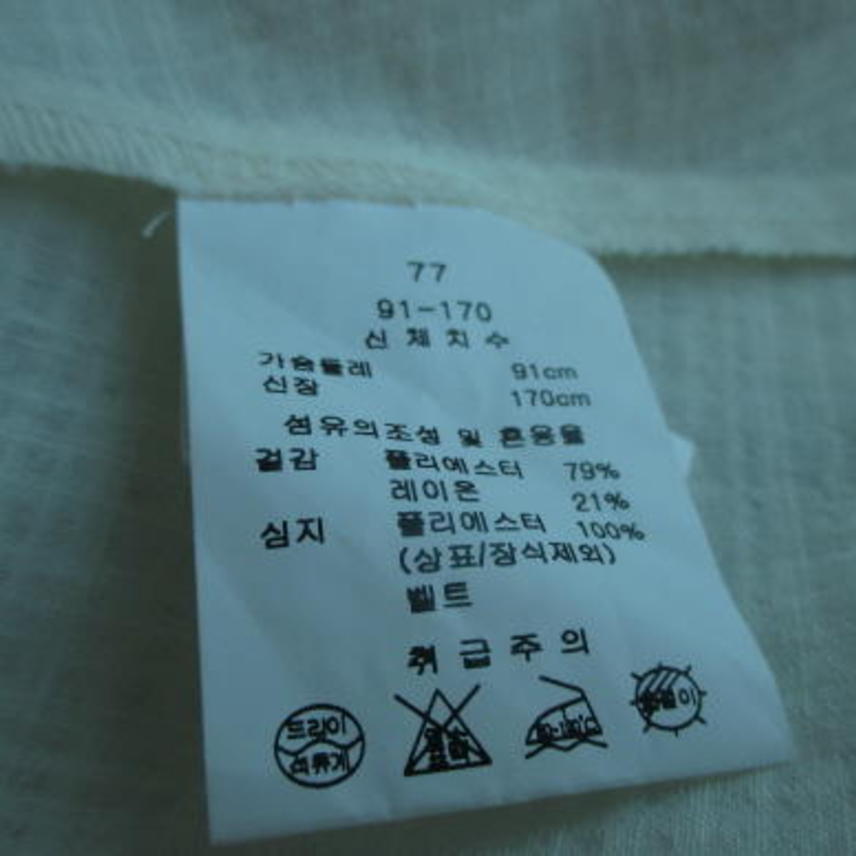 77
91-170
신체치수
가슴둘레 91cm
신장 170cm
섬유의조성 및 혼용율
겉감 폴리에스터 79%
레이온 21%
심지 폴리에스터 100%
(상표/장식제외)
벨트
취급주의
드라이
석유계